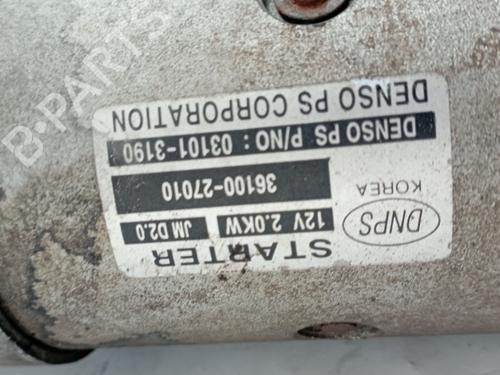 STARTER
DNPS
KOREA
12V 2.0KW JM D2.0
36100-27010
DENSO PS P/NO : 03101-3190
DENSO PS CORPORATION
B-PARTS